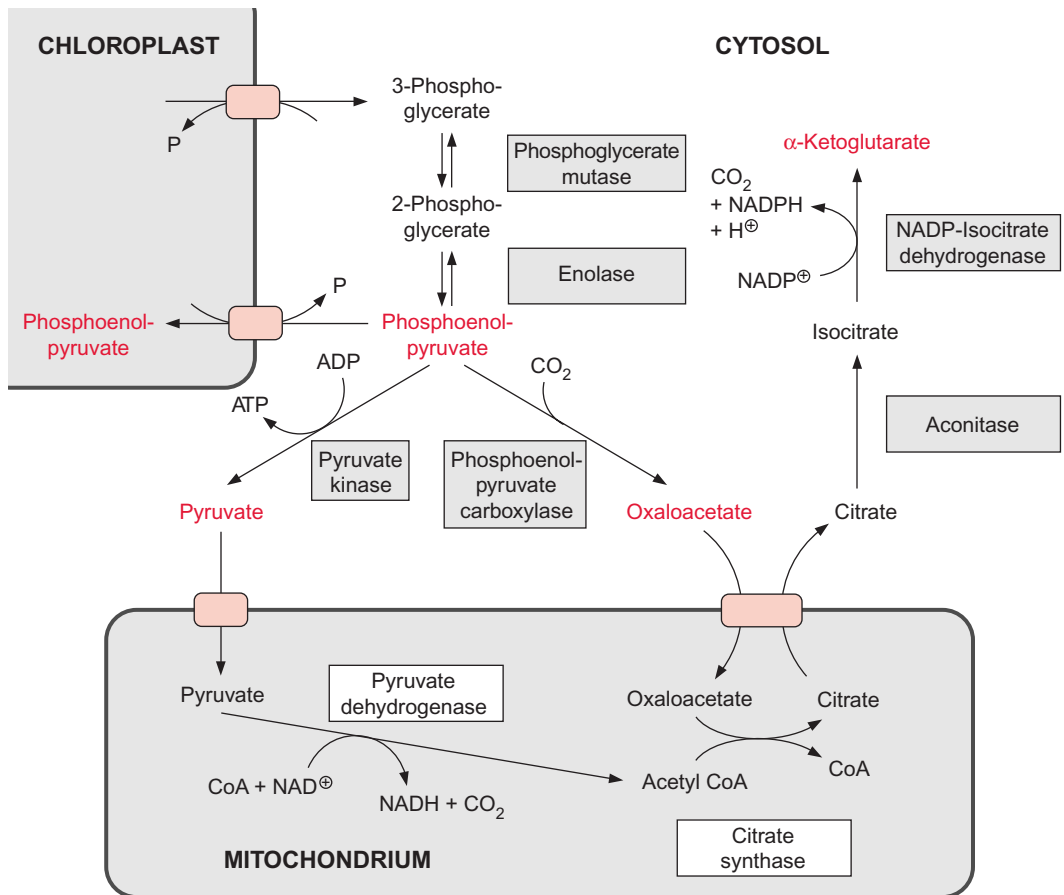 CHLOROPLAST
CYTOSOL
3-Phospho-
glycerate
P
Phosphoglycerate
mutase
α-Ketoglutarate
CO₂
+ NADPH
+ H⊕
NADP⊕
NADP-Isocitrate
dehydrogenase
2-Phospho-
glycerate
Enolase
P
Phosphoenol-
pyruvate
Phosphoenol-
pyruvate
Isocitrate
ADP
ATP
CO₂
Pyruvate
kinase
Phosphoenol-
pyruvate
carboxylase
Aconitase
Pyruvate
Oxaloacetate
Citrate
Pyruvate
Pyruvate
dehydrogenase
Oxaloacetate
Citrate
CoA + NAD⊕
NADH + CO₂
Acetyl CoA
CoA
Citrate
synthase
MITOCHONDRIUM